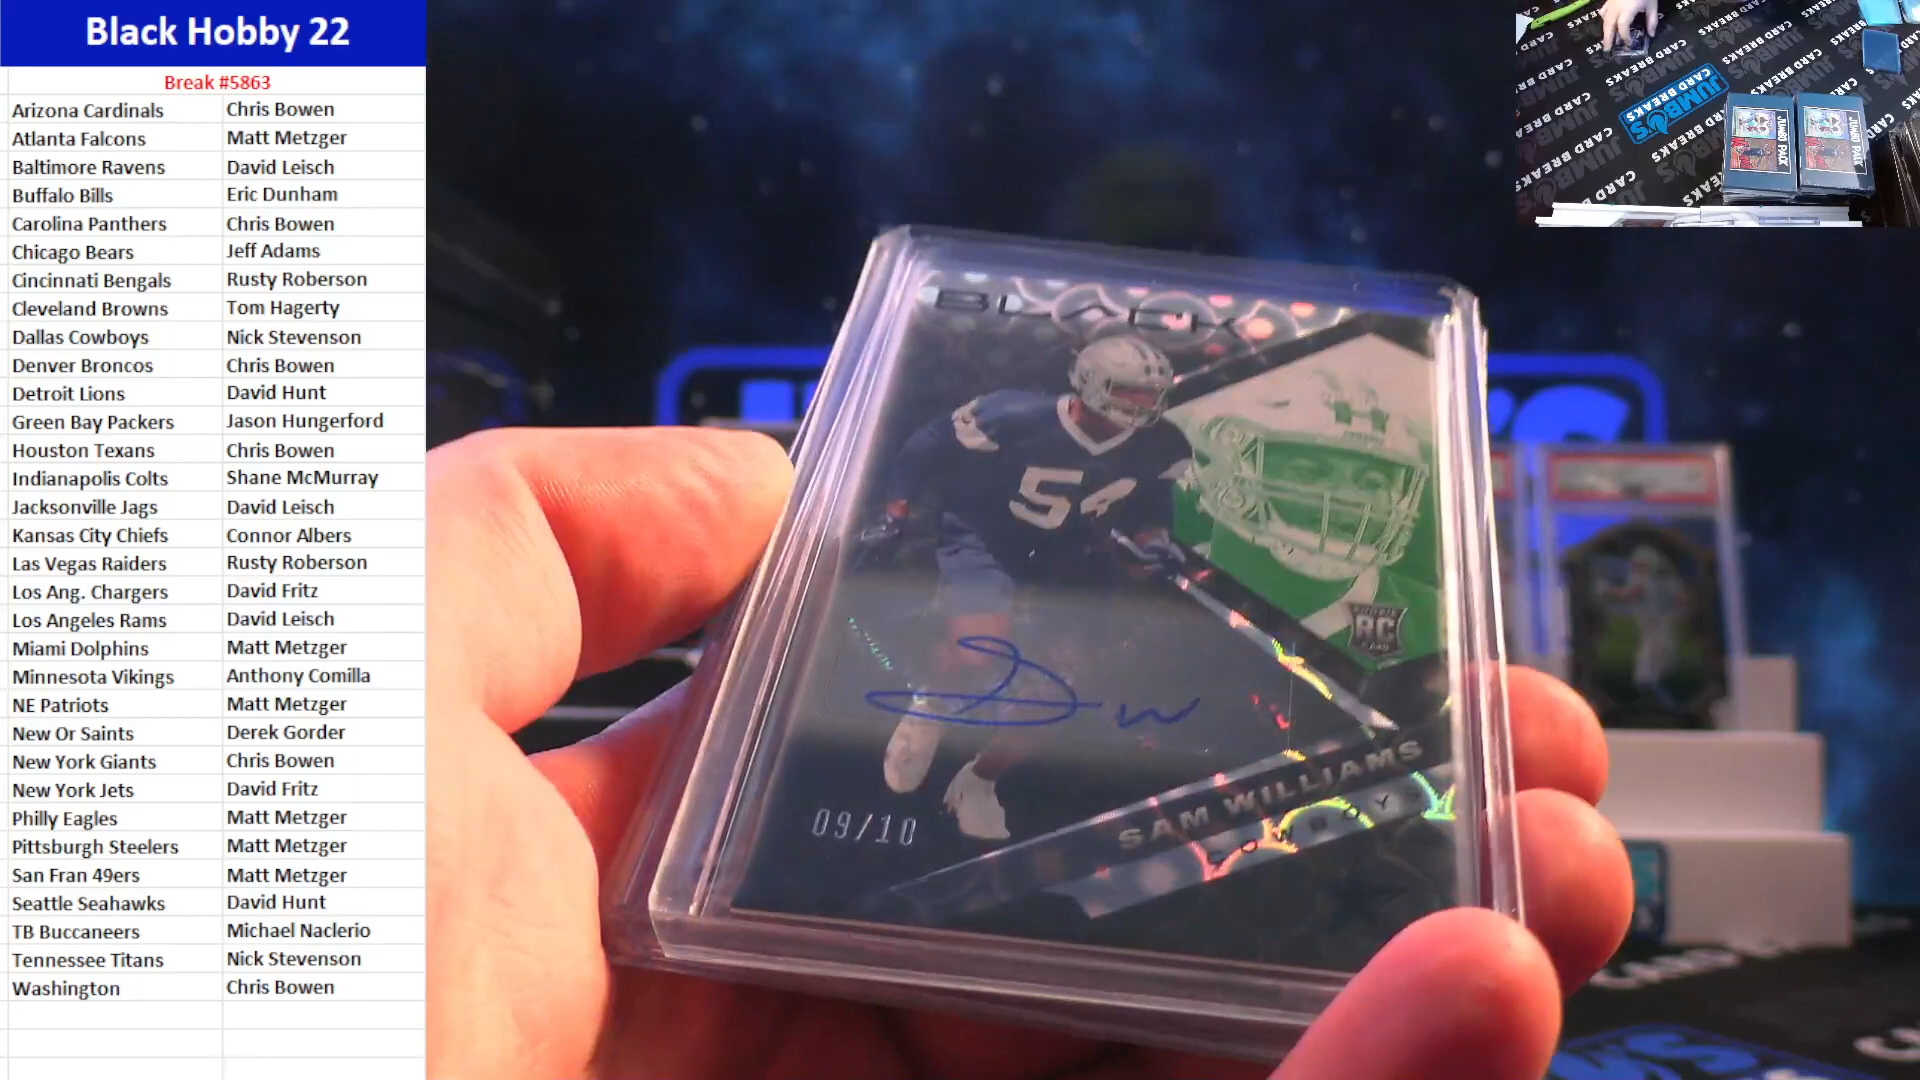 Black Hobby 22
Break #5863
Arizona Cardinals Chris Bowen
Atlanta Falcons Matt Metzger
Baltimore Ravens David Leisch
Buffalo Bills Eric Dunham
Carolina Panthers Chris Bowen
Chicago Bears Jeff Adams
Cincinnati Bengals Rusty Roberson
Cleveland Browns Tom Hagerty
Dallas Cowboys Nick Stevenson
Denver Broncos Chris Bowen
Detroit Lions David Hunt
Green Bay Packers Jason Hungerford
Houston Texans Chris Bowen
Indianapolis Colts Shane McMurray
Jacksonville Jags David Leisch
Kansas City Chiefs Connor Albers
Las Vegas Raiders Rusty Roberson
Los Ang. Chargers David Fritz
Los Angeles Rams David Leisch
Miami Dolphins Matt Metzger
Minnesota Vikings Anthony Comilla
NE Patriots Matt Metzger
New Or Saints Derek Gorder
New York Giants Chris Bowen
New York Jets David Fritz
Philly Eagles Matt Metzger
Pittsburgh Steelers Matt Metzger
San Fran 49ers Matt Metzger
Seattle Seahawks David Hunt
TB Buccaneers Michael Naclerio
Tennessee Titans Nick Stevenson
Washington Chris Bowen
BLACK
54
RC
SAM WILLIAMS
COWBOYS
09/10
JUMBO'S
CARD BREAKS
JUMBO PACK
JUMBO PACK